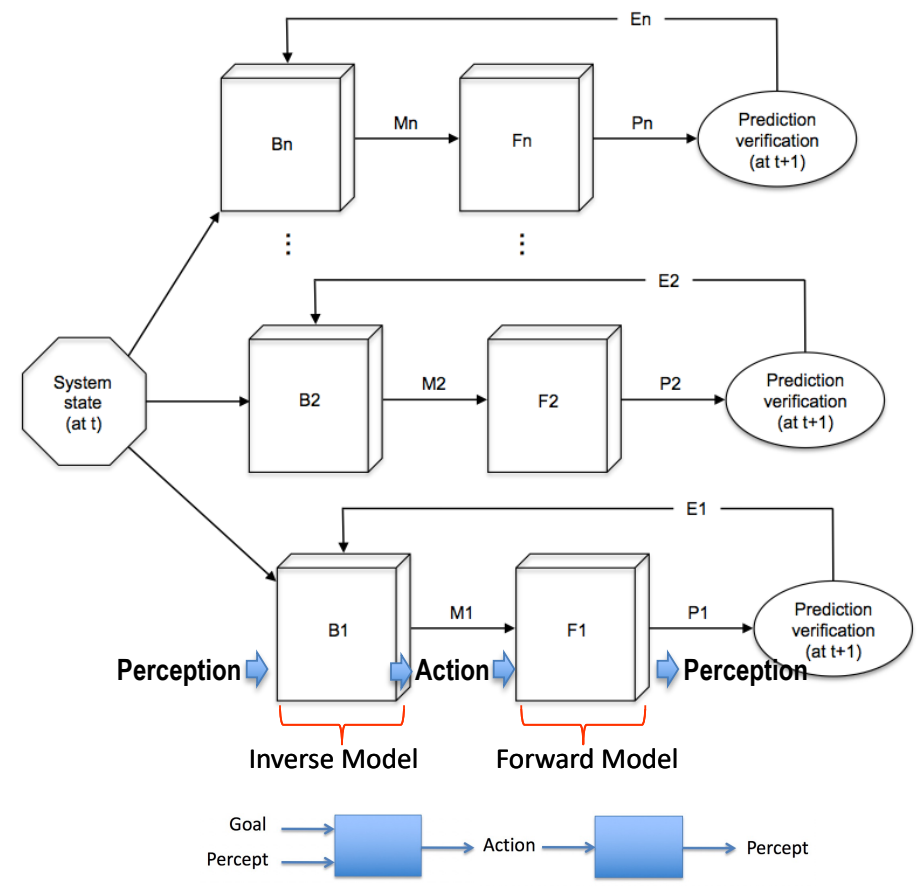 En
Bn
Mn
Fn
Pn
Prediction
verification
(at t+1)
E2
System
state
(at t)
B2
M2
F2
P2
Prediction
verification
(at t+1)
E1
B1
M1
F1
P1
Prediction
verification
(at t+1)
Perception
Action
Perception
Inverse Model
Forward Model
Goal
Percept
Action
Percept